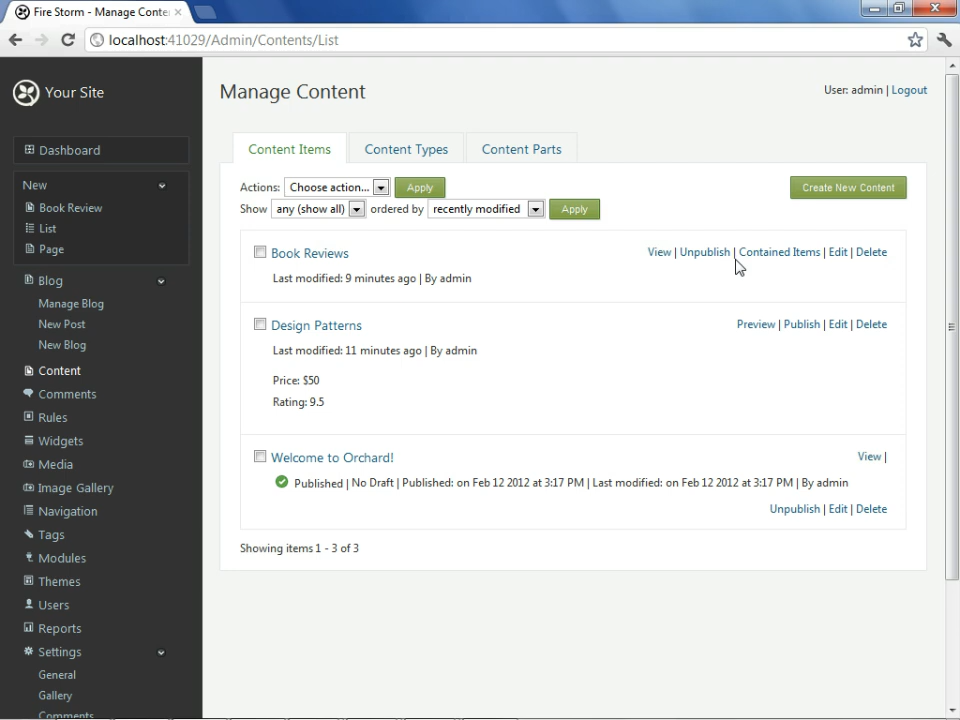 Fire Storm - Manage Conte
localhost:41029/Admin/Contents/List
Your Site
Dashboard
New
Book Review
List
Page
Blog
Manage Blog
New Post
New Blog
Content
Comments
Rules
Widgets
Media
Image Gallery
Navigation
Tags
Modules
Themes
Users
Reports
Settings
General
Gallery
Comments
Manage Content
User: admin | Logout
Content Items Content Types Content Parts
Actions: Choose action... Apply Create New Content
Show any (show all) ordered by recently modified Apply
Book Reviews View | Unpublish | Contained Items | Edit | Delete
Last modified: 9 minutes ago | By admin
Design Patterns Preview | Publish | Edit | Delete
Last modified: 11 minutes ago | By admin
Price: $50
Rating: 9.5
Welcome to Orchard! View |
Published | No Draft | Published: on Feb 12 2012 at 3:17 PM | Last modified: on Feb 12 2012 at 3:17 PM | By admin
Unpublish | Edit | Delete
Showing items 1 - 3 of 3